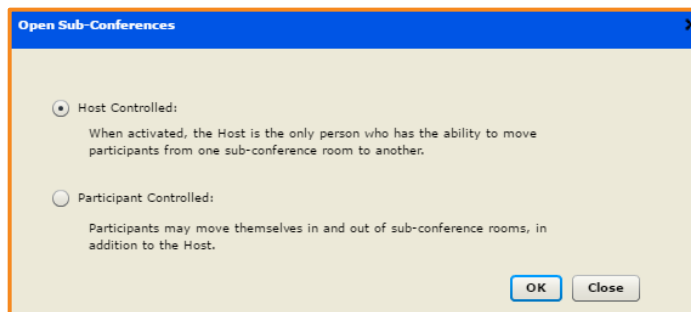 Open Sub-Conferences
Host Controlled:
When activated, the Host is the only person who has the ability to move
participants from one sub-conference room to another.
Participant Controlled:
Participants may move themselves in and out of sub-conference rooms, in
addition to the Host.
OK Close